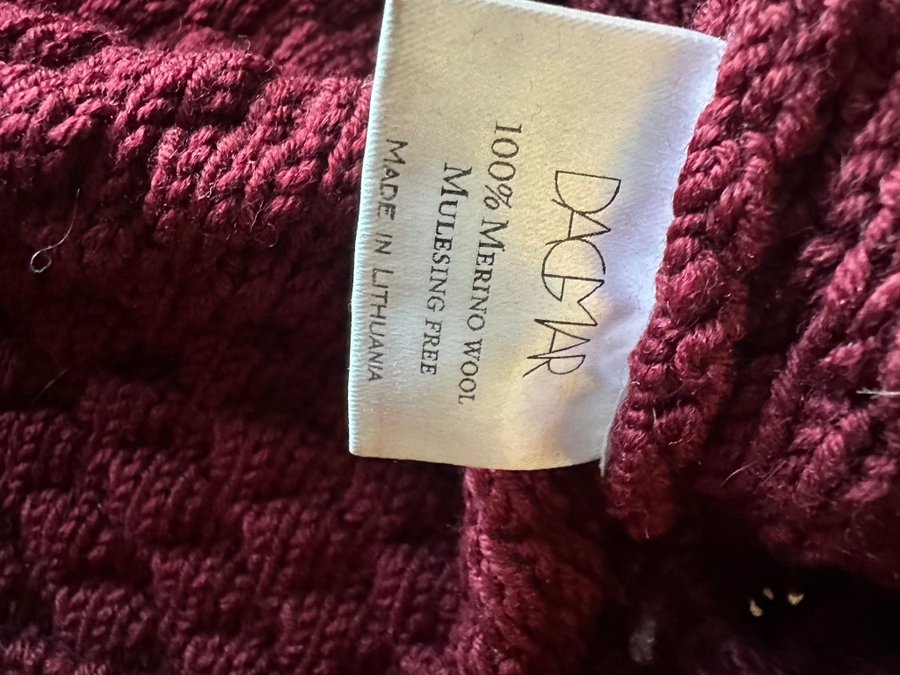 DAGMAR
100% MERINO WOOL
MULESING FREE
MADE IN LITHUANIA